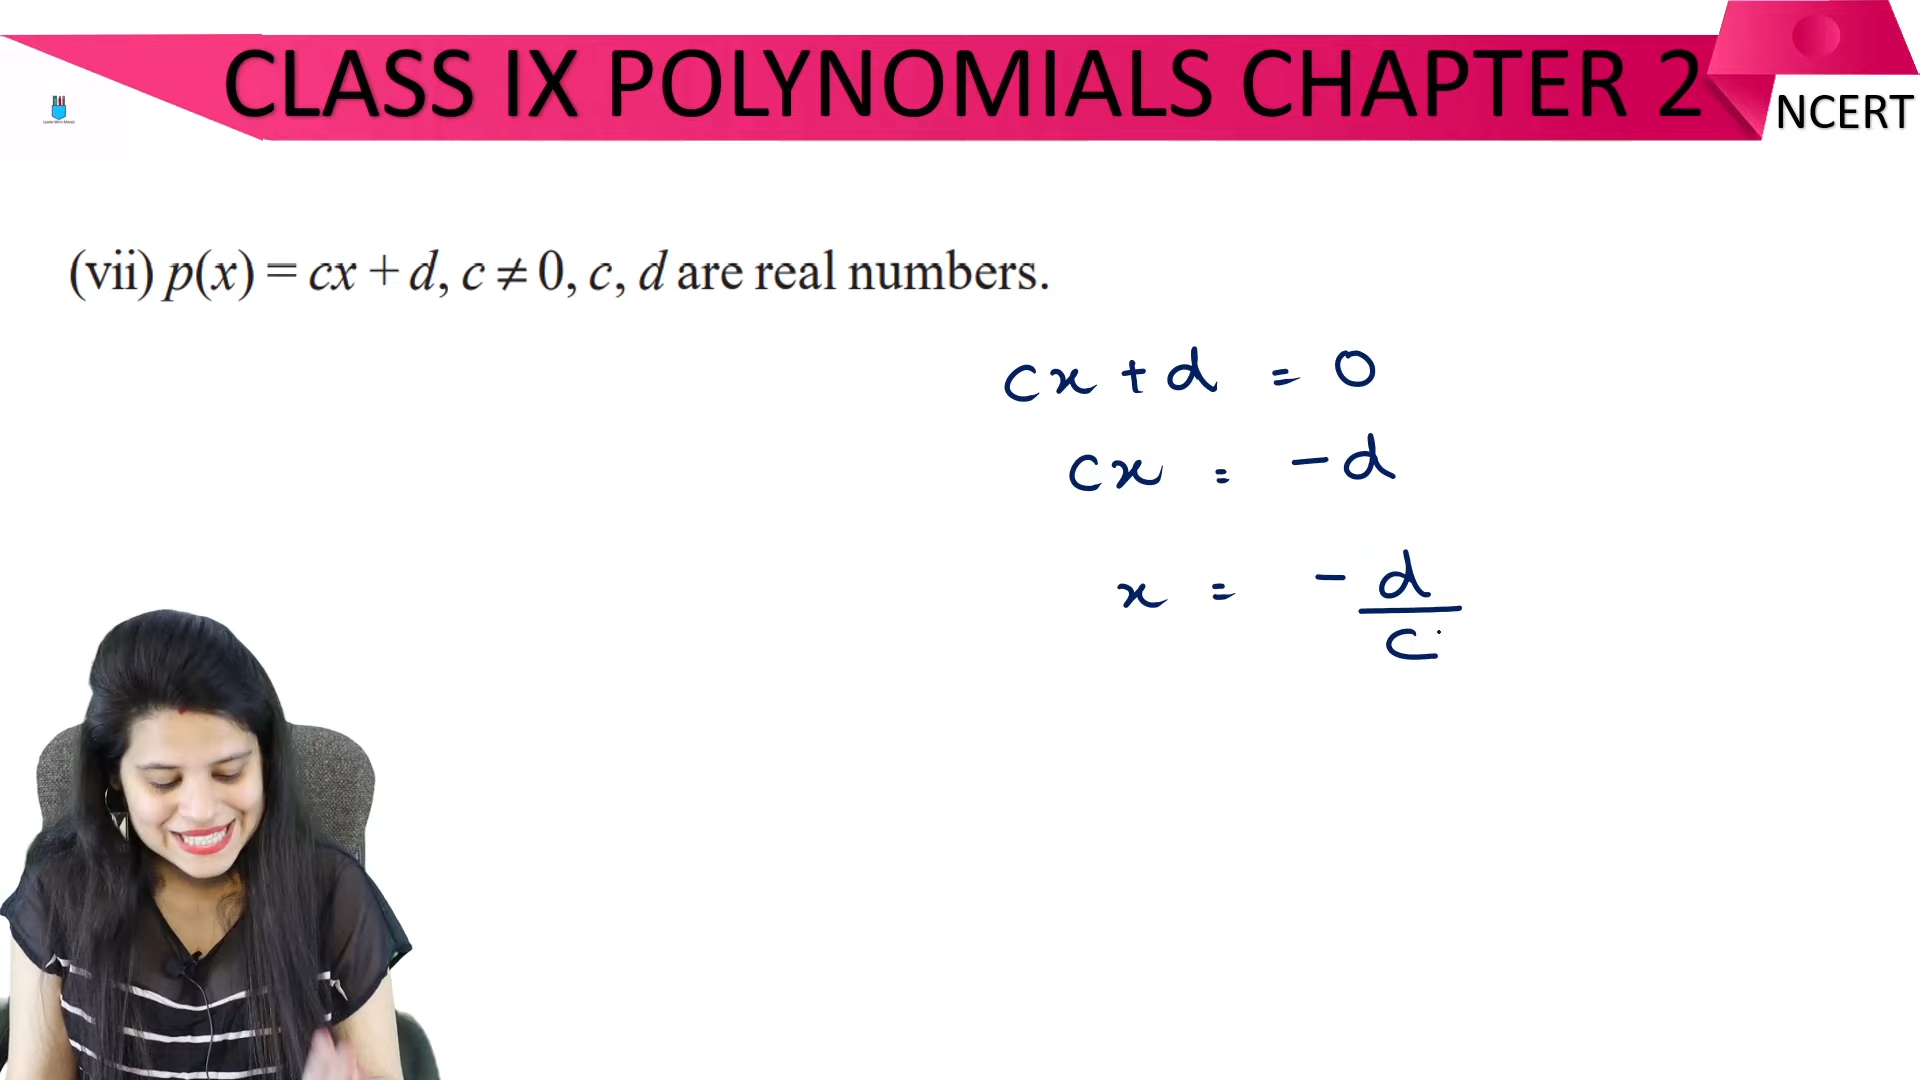 CLASS IX POLYNOMIALS CHAPTER 2
NCERT
(vii) p(x) = cx + d, c ≠ 0, c, d are real numbers.
cx + d = 0
cx = -d
x = - d/c